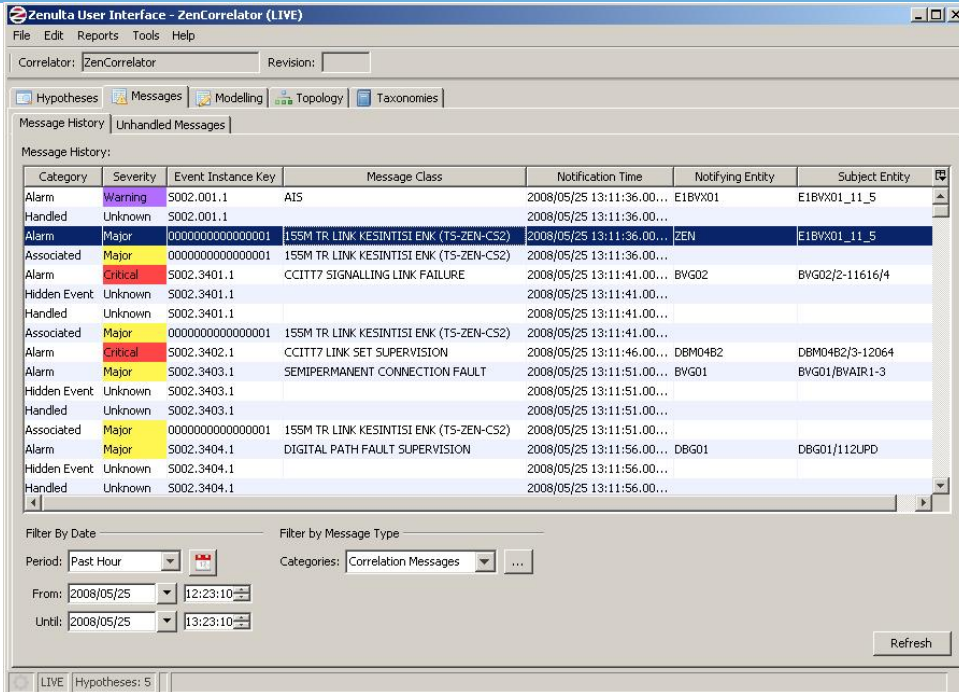 Zenulta User Interface - ZenCorrelator (LIVE)
File Edit Reports Tools Help
Correlator: ZenCorrelator Revision:
Hypotheses Messages Modelling Topology Taxonomies
Message History Unhandled Messages
Message History:
Category Severity Event Instance Key Message Class Notification Time Notifying Entity Subject Entity
Alarm Warning S002.001.1 AIS 2008/05/25 13:11:36.00... E1BVX01 E1BVX01_11_5
Handled Unknown S002.001.1 2008/05/25 13:11:36.00...
Alarm Major 0000000000000001 155M TR LINK KESINTISI ENK (TS-ZEN-CS2) 2008/05/25 13:11:36.00... ZEN E1BVX01_11_5
Associated Major 0000000000000001 155M TR LINK KESINTISI ENK (TS-ZEN-CS2) 2008/05/25 13:11:36.00...
Alarm Critical S002.3401.1 CCITT7 SIGNALLING LINK FAILURE 2008/05/25 13:11:41.00... BVG02 BVG02/2-11616/4
Hidden Event Unknown S002.3401.1 2008/05/25 13:11:41.00...
Handled Unknown S002.3401.1 2008/05/25 13:11:41.00...
Associated Major 0000000000000001 155M TR LINK KESINTISI ENK (TS-ZEN-CS2) 2008/05/25 13:11:41.00...
Alarm Critical S002.3402.1 CCITT7 LINK SET SUPERVISION 2008/05/25 13:11:46.00... DBM04B2 DBM04B2/3-12064
Alarm Major S002.3403.1 SEMIPERMANENT CONNECTION FAULT 2008/05/25 13:11:51.00... BVG01 BVG01/BVAIR1-3
Hidden Event Unknown S002.3403.1 2008/05/25 13:11:51.00...
Handled Unknown S002.3403.1 2008/05/25 13:11:51.00...
Associated Major 0000000000000001 155M TR LINK KESINTISI ENK (TS-ZEN-CS2) 2008/05/25 13:11:51.00...
Alarm Major S002.3404.1 DIGITAL PATH FAULT SUPERVISION 2008/05/25 13:11:56.00... DBG01 DBG01/112UPD
Hidden Event Unknown S002.3404.1 2008/05/25 13:11:56.00...
Handled Unknown S002.3404.1 2008/05/25 13:11:56.00...
Filter By Date Filter by Message Type
Period: Past Hour Categories: Correlation Messages ...
From: 2008/05/25 12:23:10
Until: 2008/05/25 13:23:10
Refresh
LIVE Hypotheses: 5